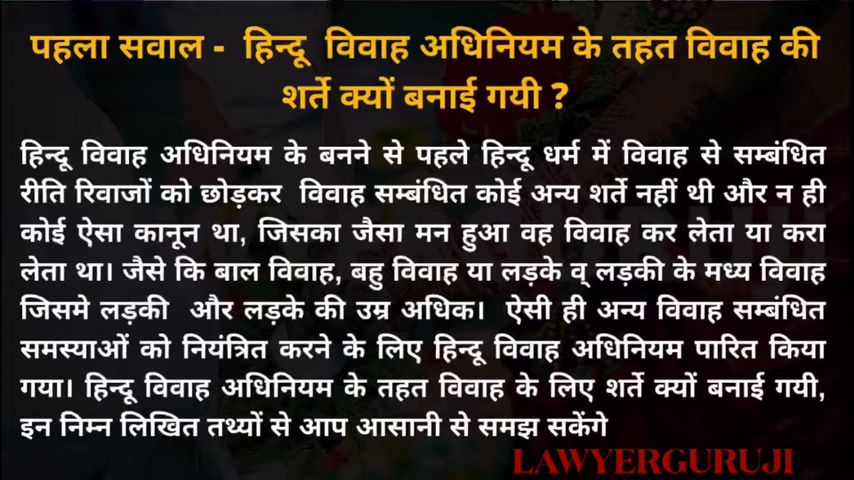 पहला सवाल - हिन्दू विवाह अधिनियम के तहत विवाह की
शर्ते क्यों बनाई गयी ?
हिन्दू विवाह अधिनियम के बनने से पहले हिन्दू धर्म में विवाह से सम्बंधित
रीति रिवाजों को छोड़कर विवाह सम्बंधित कोई अन्य शर्ते नहीं थी और न ही
कोई ऐसा कानून था, जिसका जैसा मन हुआ वह विवाह कर लेता या करा
लेता था। जैसे कि बाल विवाह, बहु विवाह या लड़के व् लड़की के मध्य विवाह
जिसमे लड़की और लड़के की उम्र अधिक। ऐसी ही अन्य विवाह सम्बंधित
समस्याओं को नियंत्रित करने के लिए हिन्दू विवाह अधिनियम पारित किया
गया। हिन्दू विवाह अधिनियम के तहत विवाह के लिए शर्ते क्यों बनाई गयी,
इन निम्न लिखित तथ्यों से आप आसानी से समझ सकेंगे
LAWYERGURUJI